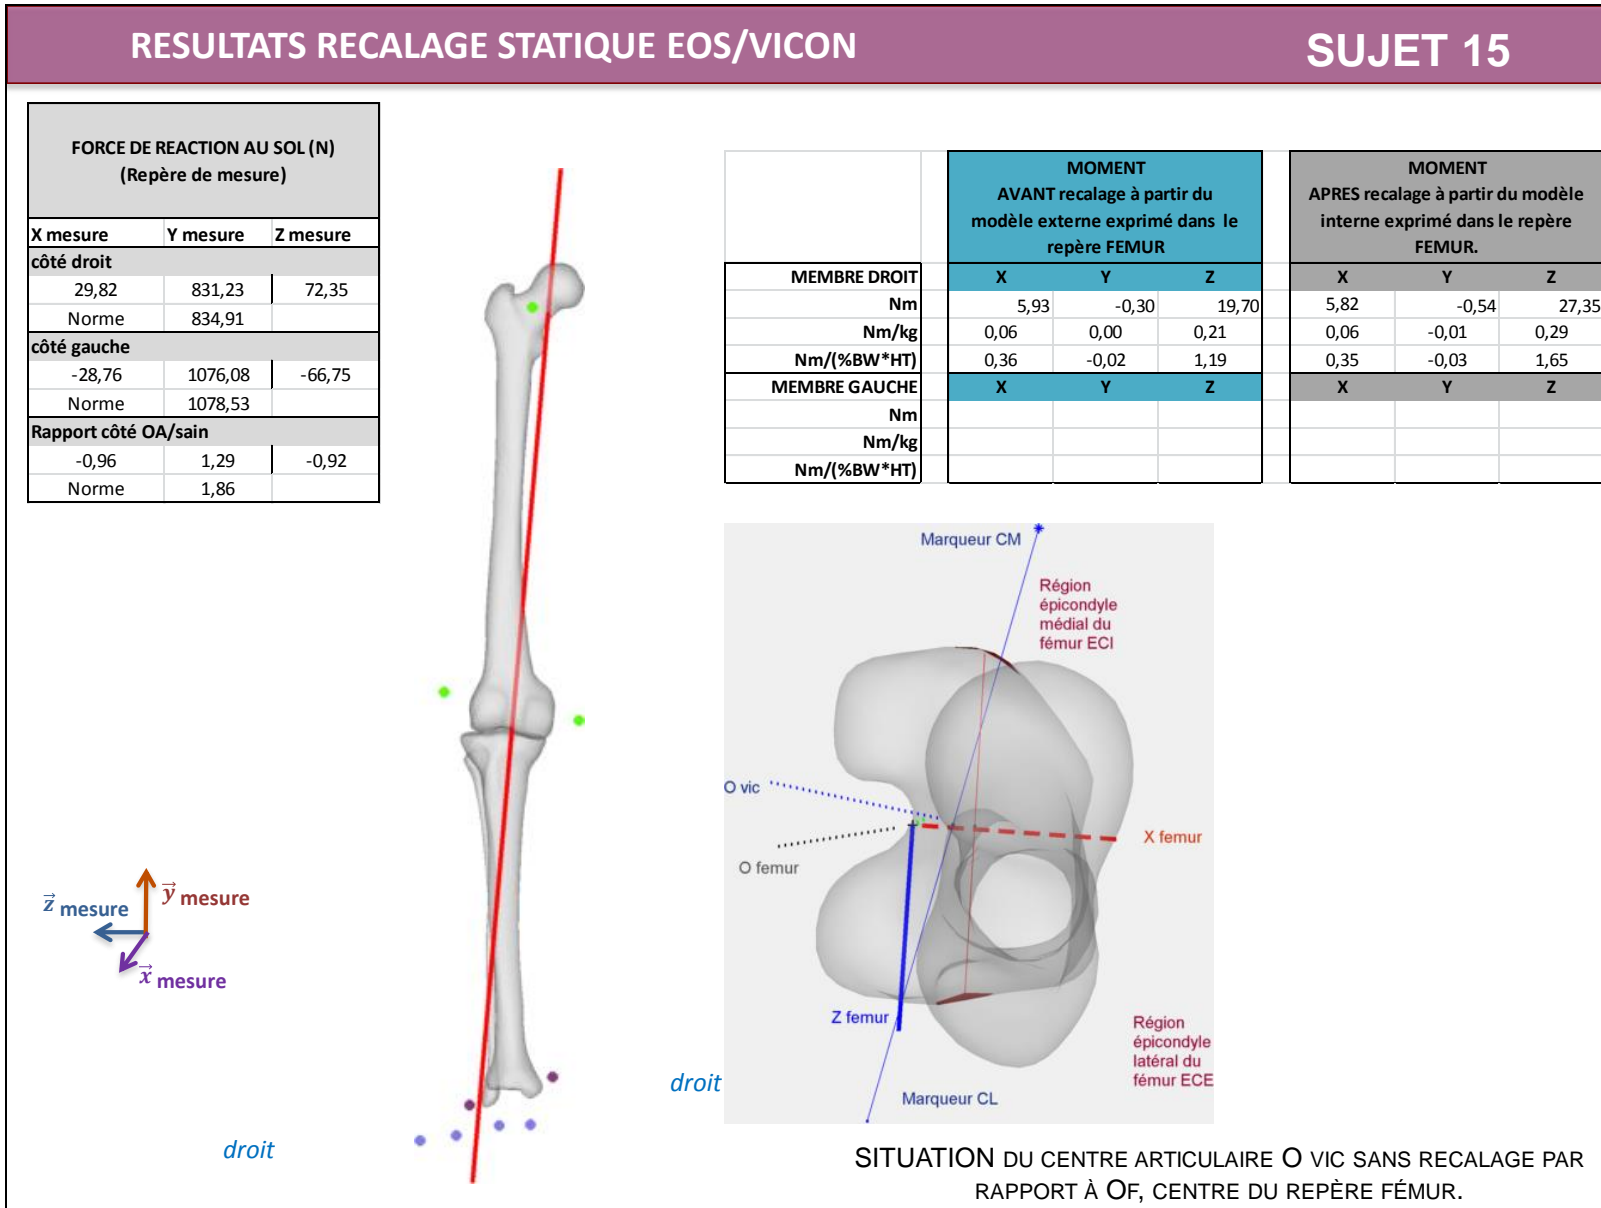 RESULTATS RECALAGE STATIQUE EOS/VICON
SUJET 15
FORCE DE REACTION AU SOL (N)
(Repère de mesure)
X mesure Y mesure Z mesure
côté droit
29,82 831,23 72,35
Norme 834,91
côté gauche
-28,76 1076,08 -66,75
Norme 1078,53
Rapport côté OA/sain
-0,96 1,29 -0,92
Norme 1,86
MOMENT
AVANT recalage à partir du
modèle externe exprimé dans le
repère FEMUR
MOMENT
APRES recalage à partir du modèle
interne exprimé dans le repère
FEMUR.
MEMBRE DROIT X Y Z X Y Z
Nm 5,93 -0,30 19,70 5,82 -0,54 27,35
Nm/kg 0,06 0,00 0,21 0,06 -0,01 0,29
Nm/(%BW*HT) 0,36 -0,02 1,19 0,35 -0,03 1,65
MEMBRE GAUCHE X Y Z X Y Z
Nm
Nm/kg
Nm/(%BW*HT)
Marqueur CM
Région
épicondyle
médial du
fémur ECI
O vic
O femur
X femur
Z femur
Région
épicondyle
latéral du
fémur ECE
Marqueur CL
z mesure
y mesure
x mesure
droit
droit
SITUATION DU CENTRE ARTICULAIRE O VIC SANS RECALAGE PAR
RAPPORT À OF, CENTRE DU REPÈRE FÉMUR.